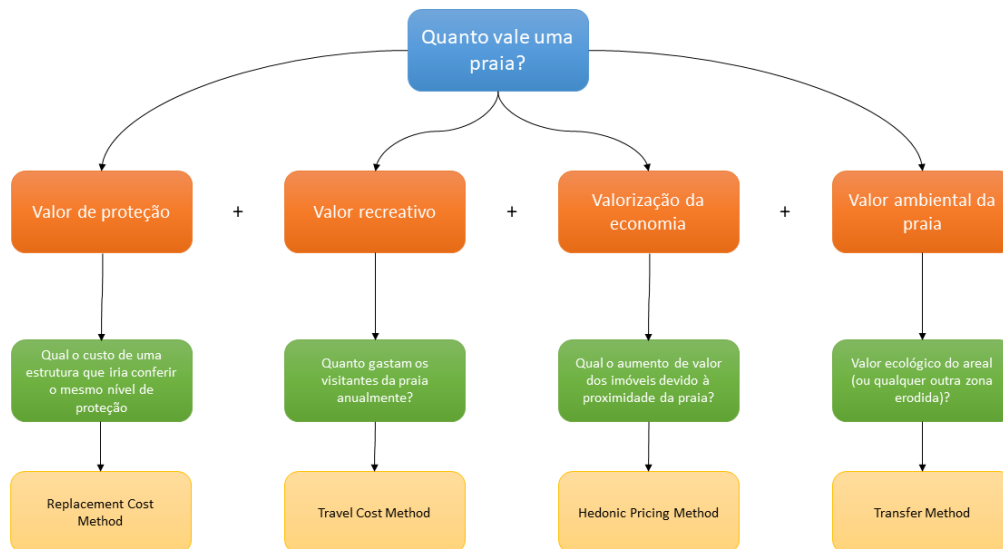 Quanto vale uma
praia?
Valor de proteção
+
Valor recreativo
+
Valorização da
economia
+
Valor ambiental da
praia
Qual o custo de uma
estrutura que iria conferir
o mesmo nível de
proteção
Quanto gastam os
visitantes da praia
anualmente?
Qual o aumento de valor
dos imóveis devido à
proximidade da praia?
Valor ecológico do areal
(ou qualquer outra zona
erodida)?
Replacement Cost
Method
Travel Cost Method
Hedonic Pricing Method
Transfer Method